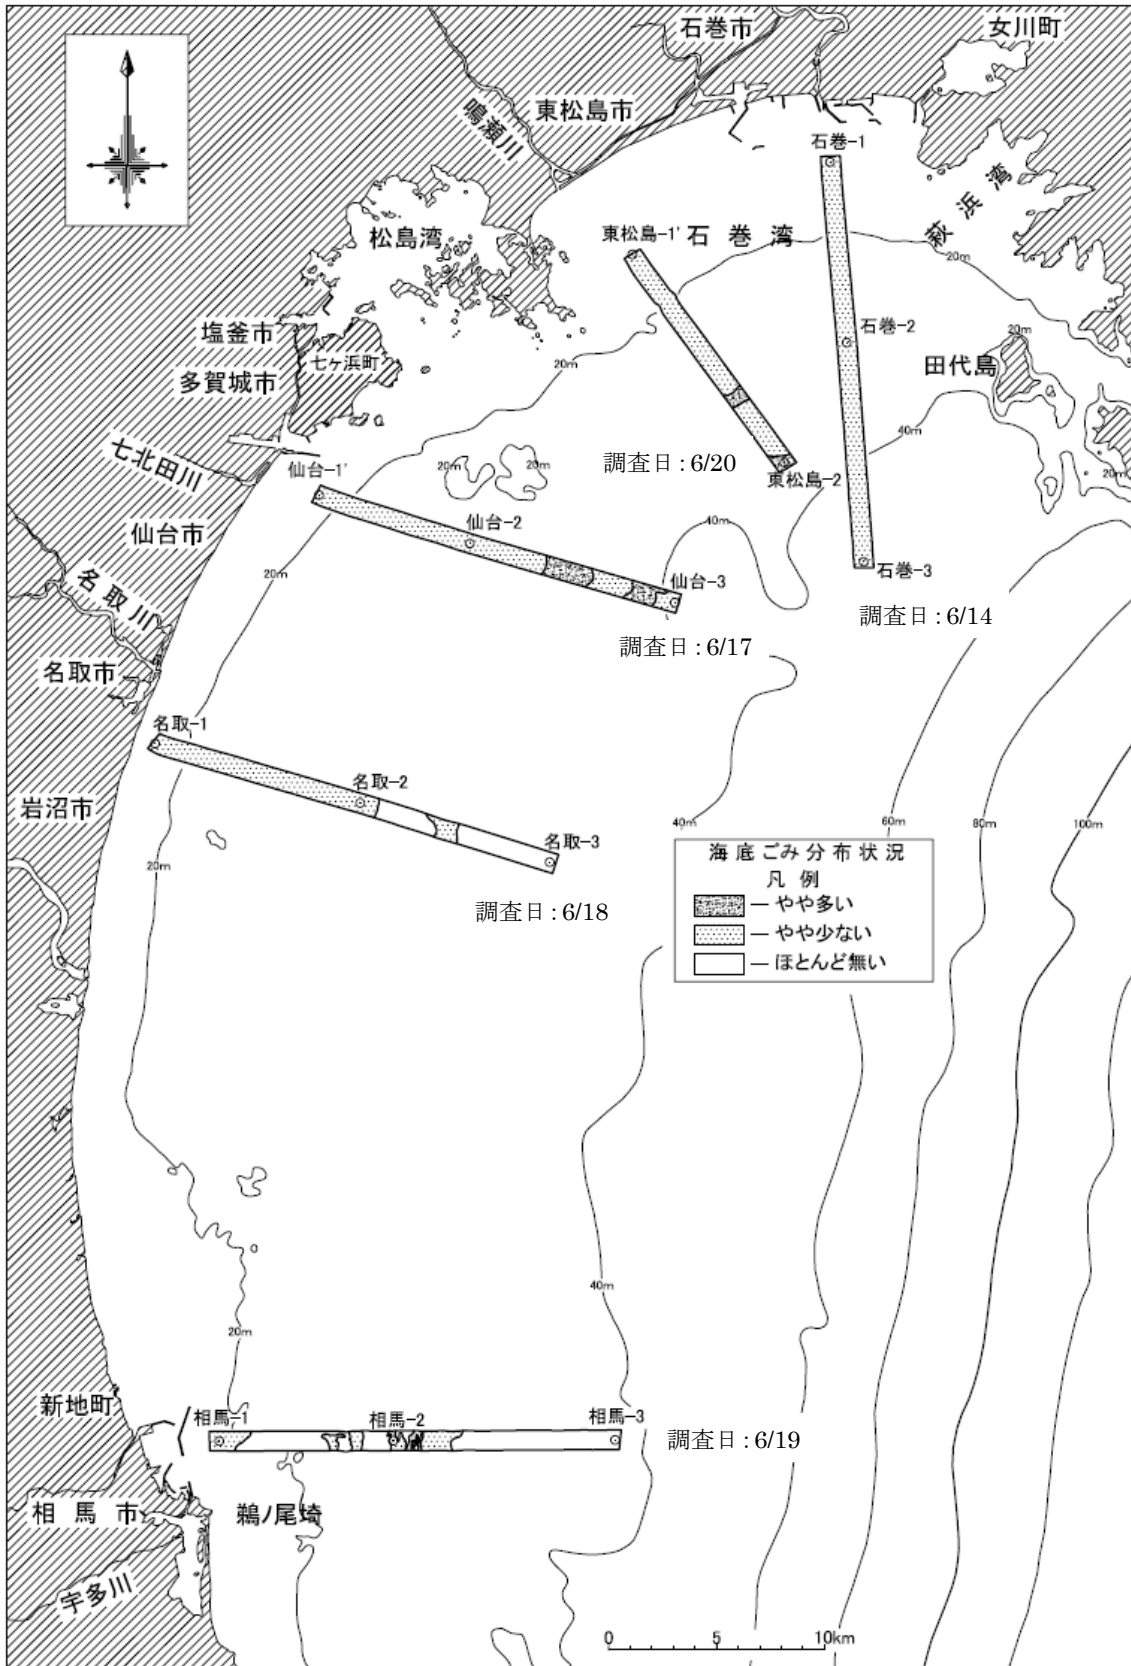 石巻市
女川町
東松島市
鳴瀬川
石巻-1
萩浜湾
松島湾
東松島-1'
石巻湾
20m
塩釜市
七ヶ浜町
多賀城市
20m
石巻-2
20m
田代島
40m
七北田川
仙台-1'
20m
20m
調査日:6/20
東松島-2
20m
仙台市
仙台-2
40m
石巻-3
20m
仙台-3
名取川
調査日:6/17
調査日:6/14
名取市
名取-1
名取-2
岩沼市
20m
名取-3
40m
60m
80m
100m
調査日:6/18
海底ごみ分布状況
凡例
ーやや多い
ーやや少ない
ーほとんど無い
40m
20m
新地町
相馬-1
相馬-2
相馬-3
調査日:6/19
相馬市
鵜ノ尾埼
宇多川
0 5 10km